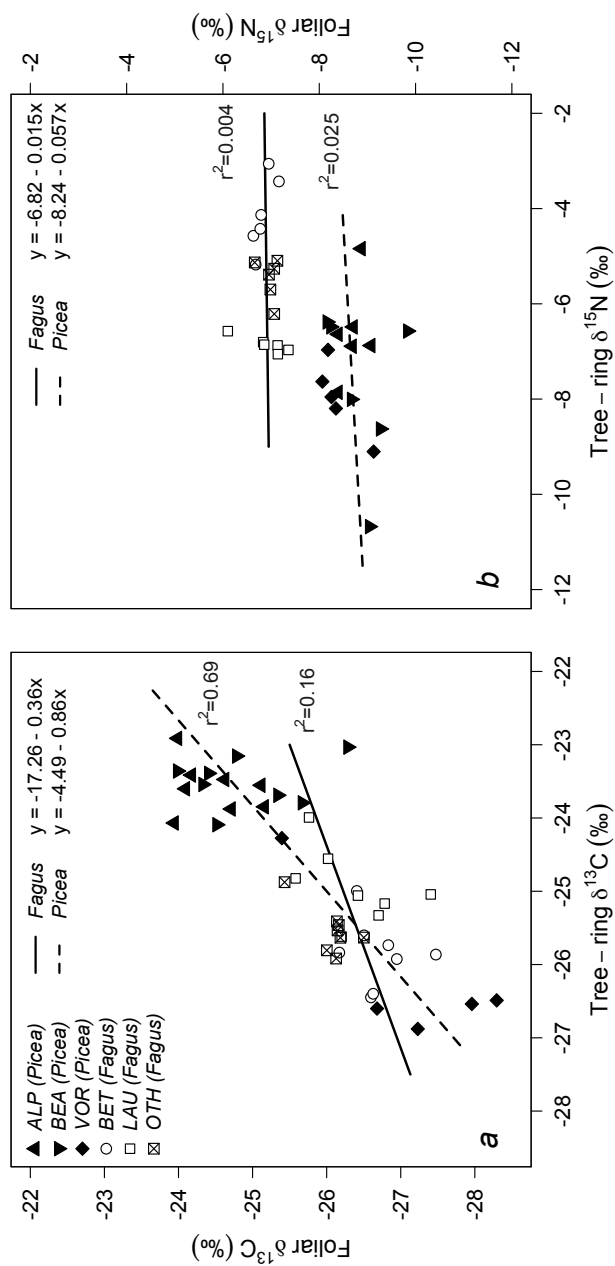 ALP (Picea)
BEA (Picea)
VOR (Picea)
BET (Fagus)
LAU (Fagus)
OTH (Fagus)
Fagus y = -17.26 - 0.36x
Picea y = -4.49 - 0.86x
r²=0.69
r²=0.16
a
-22
-23
-24
-25
-26
-27
-28
Foliar δ¹³C (‰)
-28
-27
-26
-25
-24
-23
-22
Tree-ring δ¹³C (‰)
Fagus y = -6.82 - 0.015x
Picea y = -8.24 - 0.057x
r²=0.004
r²=0.025
b
-12
-10
-8
-6
-4
-2
Tree-ring δ¹⁵N (‰)
-2
-4
-6
-8
-10
-12
Foliar δ¹⁵N (‰)